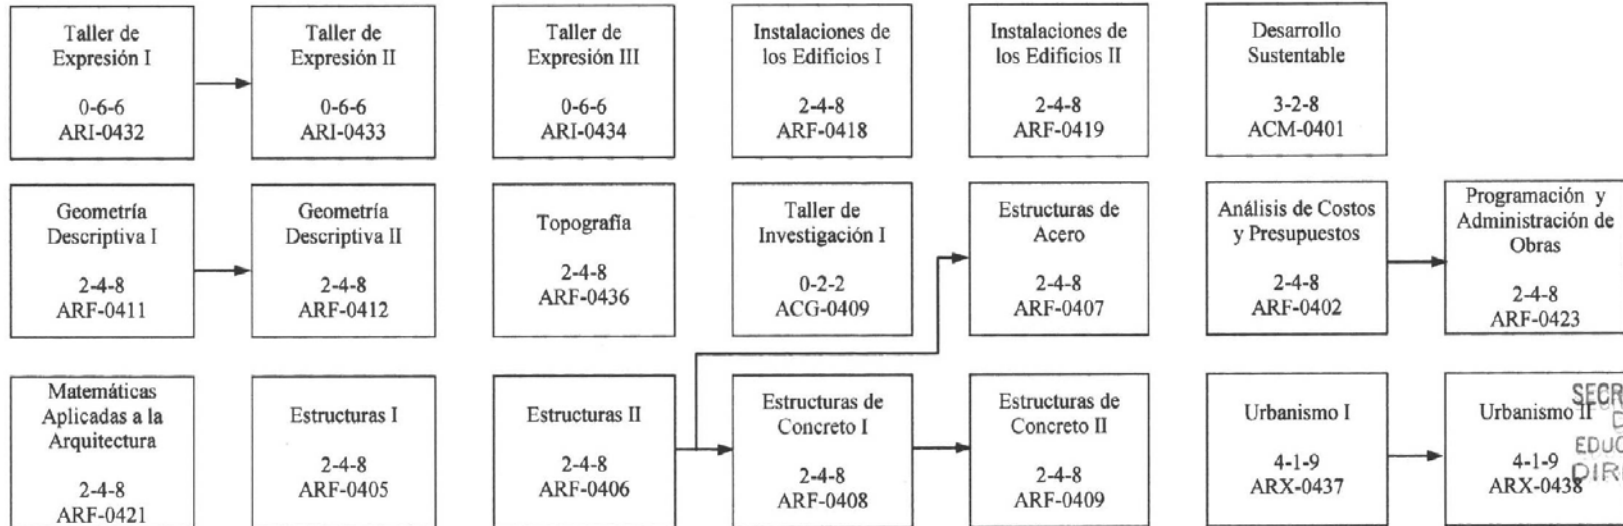 Taller de
Expresión I
0-6-6
ARI-0432
Taller de
Expresión II
0-6-6
ARI-0433
Taller de
Expresión III
0-6-6
ARI-0434
Instalaciones de
los Edificios I
2-4-8
ARF-0418
Instalaciones de
los Edificios II
2-4-8
ARF-0419
Desarrollo
Sustentable
3-2-8
ACM-0401
Geometría
Descriptiva I
2-4-8
ARF-0411
Geometría
Descriptiva II
2-4-8
ARF-0412
Topografía
2-4-8
ARF-0436
Taller de
Investigación I
0-2-2
ACG-0409
Estructuras de
Acero
2-4-8
ARF-0407
Análisis de Costos
y Presupuestos
2-4-8
ARF-0402
Programación y
Administración de
Obras
2-4-8
ARF-0423
Matemáticas
Aplicadas a la
Arquitectura
2-4-8
ARF-0421
Estructuras I
2-4-8
ARF-0405
Estructuras II
2-4-8
ARF-0406
Estructuras de
Concreto I
2-4-8
ARF-0408
Estructuras de
Concreto II
2-4-8
ARF-0409
Urbanismo I
4-1-9
ARX-0437
Urbanismo II
4-1-9
ARX-0438
SECR
EDUC
DIR